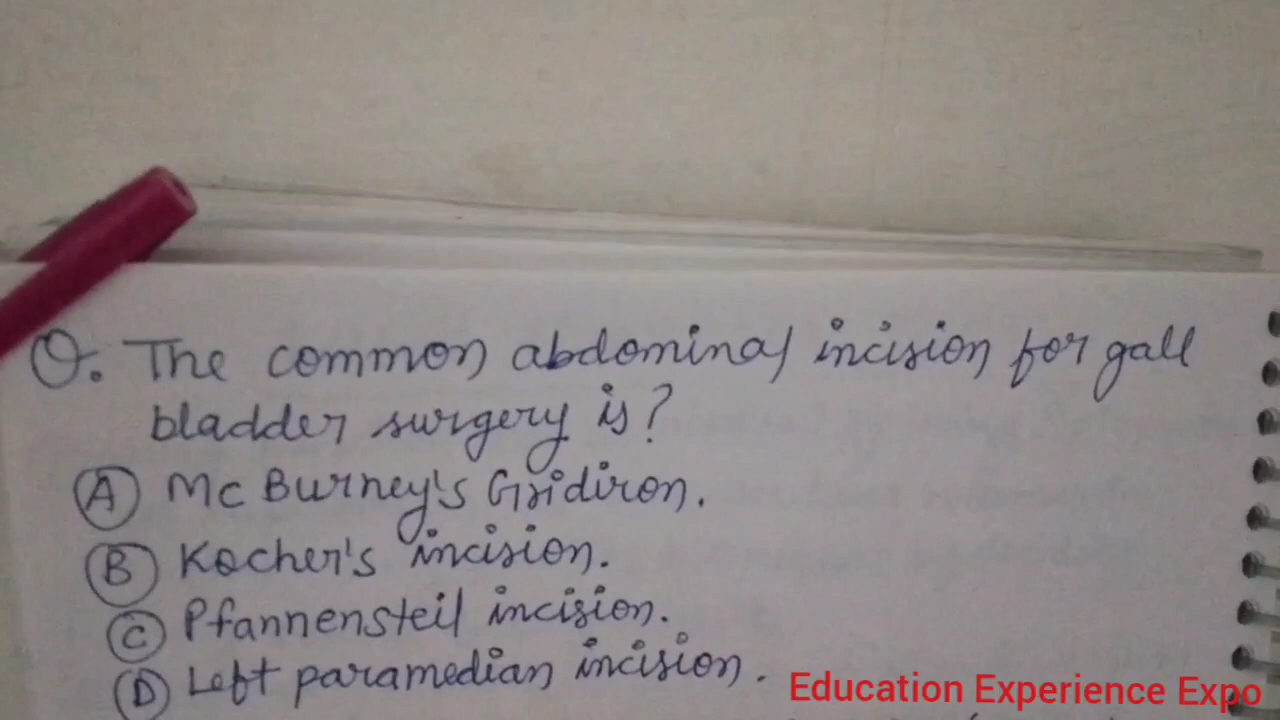 Q. The common abdominal incision for gall
bladder surgery is?
A Mc Burney's Gridiron.
B Kocher's incision.
C Pfannensteil incision.
D Left paramedian incision.
Education Experience Expo